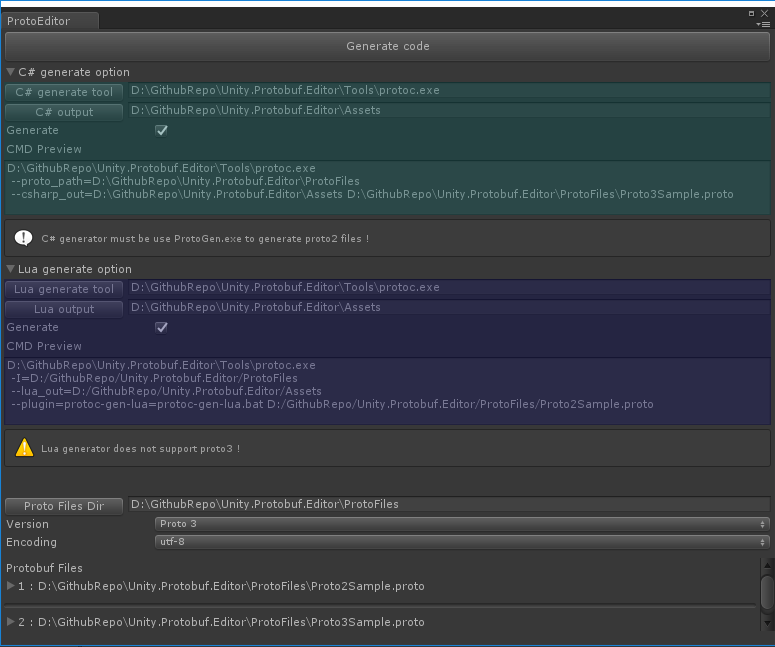 ProtoEditor
Generate code
C# generate option
C# generate tool D:\GithubRepo\Unity.Protobuf.Editor\Tools\protoc.exe
C# output D:\GithubRepo\Unity.Protobuf.Editor\Assets
Generate
CMD Preview
D:\GithubRepo\Unity.Protobuf.Editor\Tools\protoc.exe
--proto_path=D:\GithubRepo\Unity.Protobuf.Editor\ProtoFiles
--csharp_out=D:\GithubRepo\Unity.Protobuf.Editor\Assets D:\GithubRepo\Unity.Protobuf.Editor\ProtoFiles\Proto3Sample.proto
C# generator must be use ProtoGen.exe to generate proto2 files !
Lua generate option
Lua generate tool D:\GithubRepo\Unity.Protobuf.Editor\Tools\protoc.exe
Lua output D:\GithubRepo\Unity.Protobuf.Editor\Assets
Generate
CMD Preview
D:\GithubRepo\Unity.Protobuf.Editor\Tools\protoc.exe
-I=D:/GithubRepo/Unity.Protobuf.Editor/ProtoFiles
--lua_out=D:/GithubRepo/Unity.Protobuf.Editor/Assets
--plugin=protoc-gen-lua=protoc-gen-lua.bat D:/GithubRepo/Unity.Protobuf.Editor/ProtoFiles/Proto2Sample.proto
Lua generator does not support proto3 !
Proto Files Dir D:\GithubRepo\Unity.Protobuf.Editor\ProtoFiles
Version Proto 3
Encoding utf-8
Protobuf Files
1 : D:\GithubRepo\Unity.Protobuf.Editor\ProtoFiles\Proto2Sample.proto
2 : D:\GithubRepo\Unity.Protobuf.Editor\ProtoFiles\Proto3Sample.proto